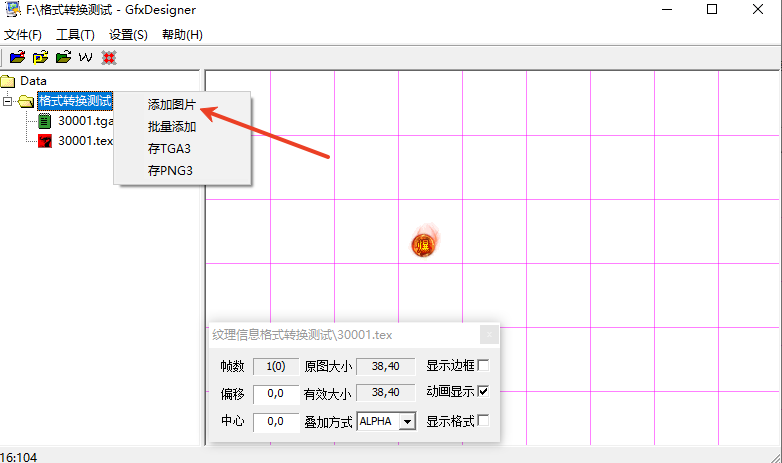 F:\格式转换测试 - GfxDesigner
文件(F) 工具(T) 设置(S) 帮助(H)
Data
格式转换测试
添加图片
30001.tga
批量添加
30001.tex
存TGA3
存PNG3
爆
纹理信息格式转换测试\30001.tex
帧数 1(0) 原图大小 38,40 显示边框
偏移 0,0 有效大小 38,40 动画显示
中心 0,0 叠加方式 ALPHA 显示格式
16:104